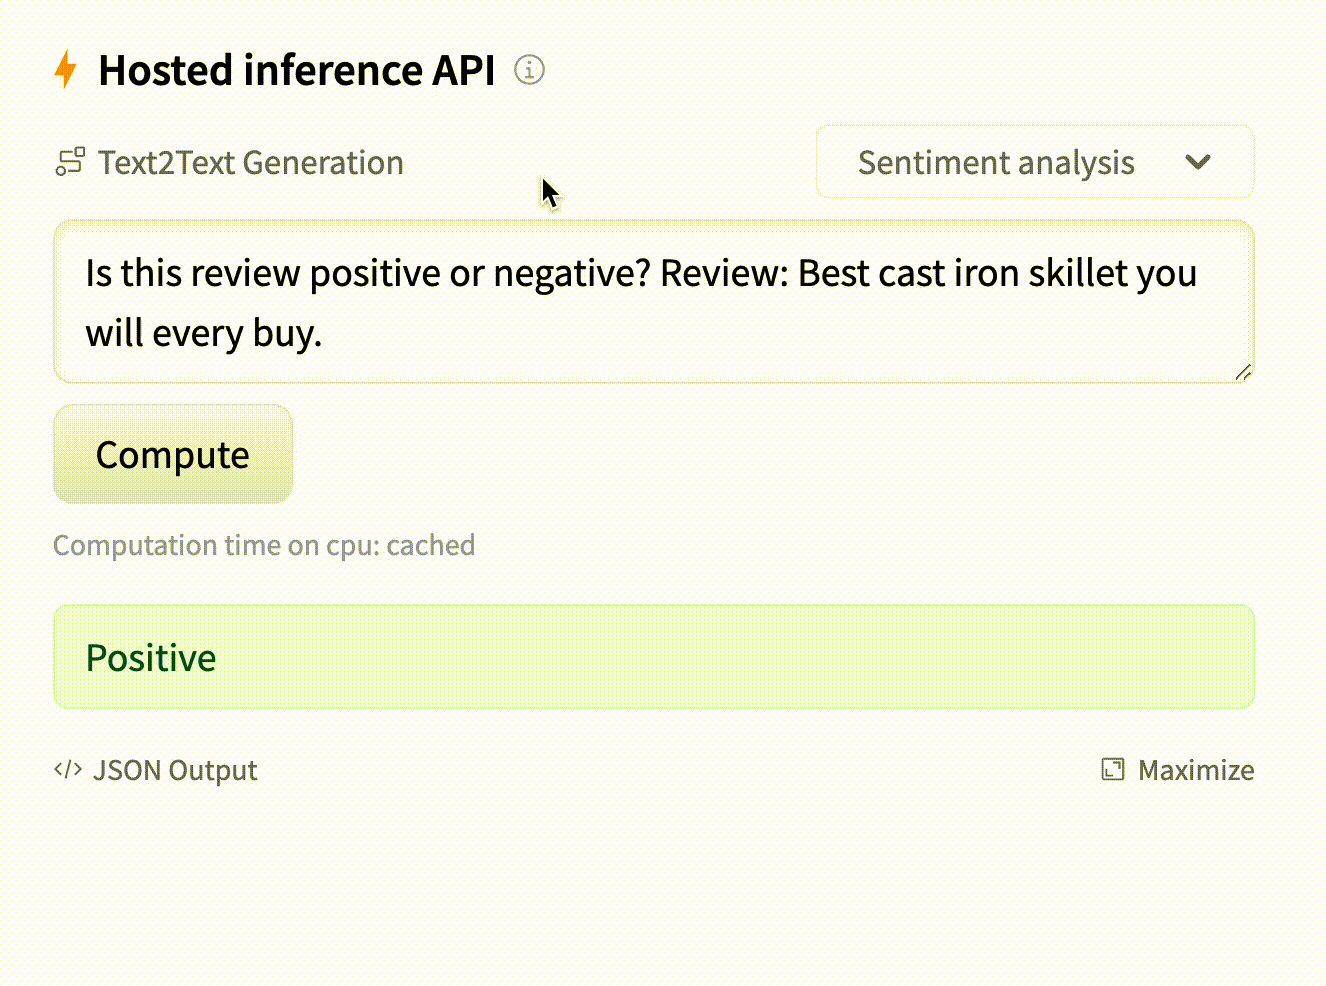 Hosted inference API
Text2Text Generation
Sentiment analysis
Is this review positive or negative? Review: Best cast iron skillet you
will every buy.
Compute
Computation time on cpu: cached
Positive
</> JSON Output
Maximize